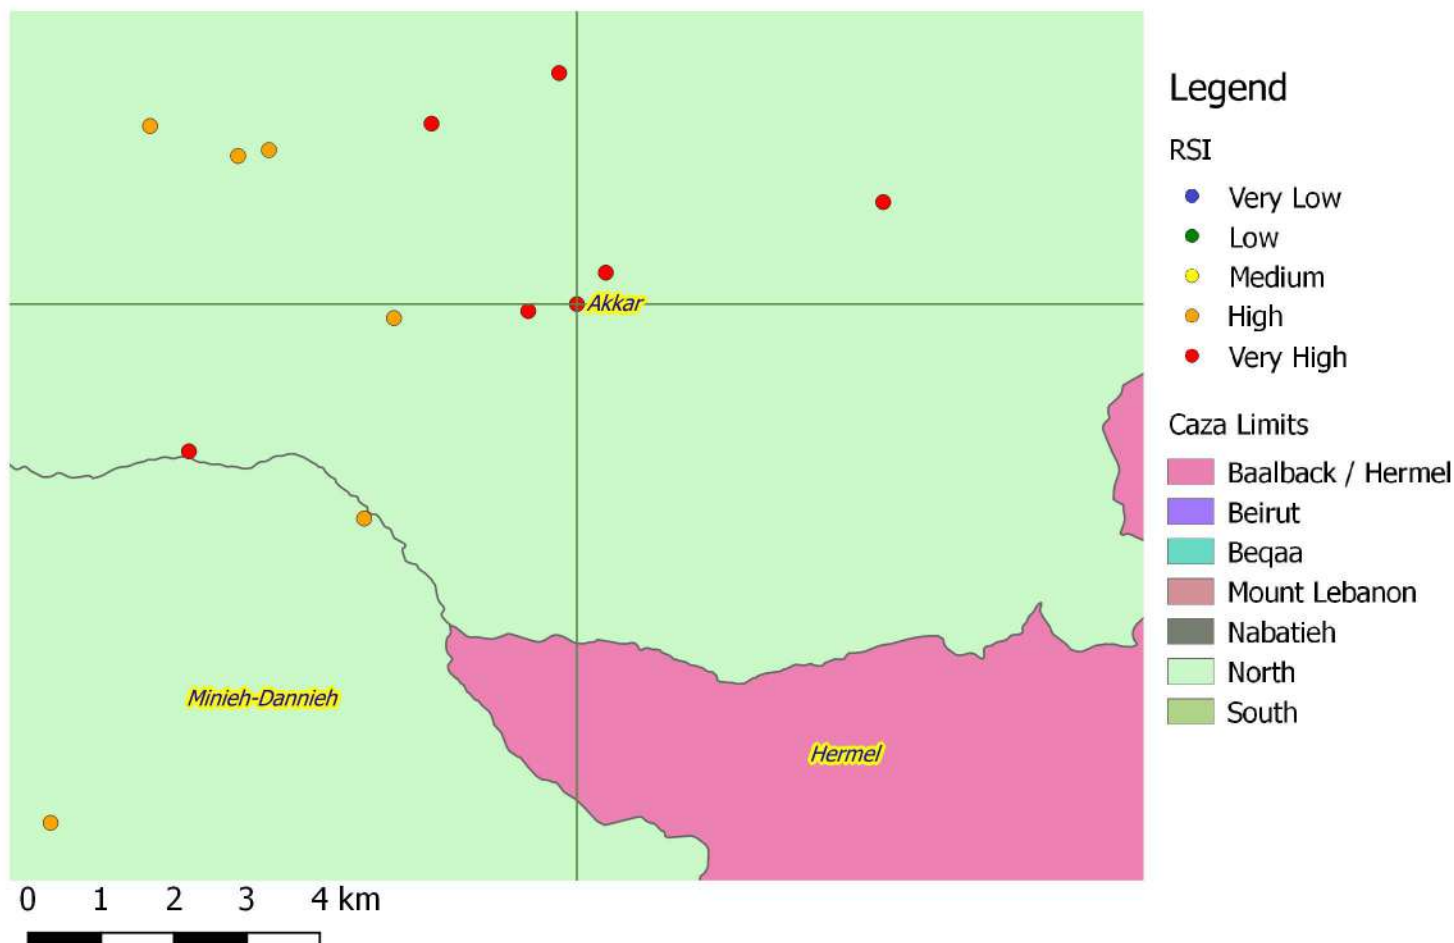 Akkar
Minieh-Dannieh
Hermel
0 1 2 3 4 km
Legend
RSI
Very Low
Low
Medium
High
Very High
Caza Limits
Baalback / Hermel
Beirut
Beqaa
Mount Lebanon
Nabatieh
North
South